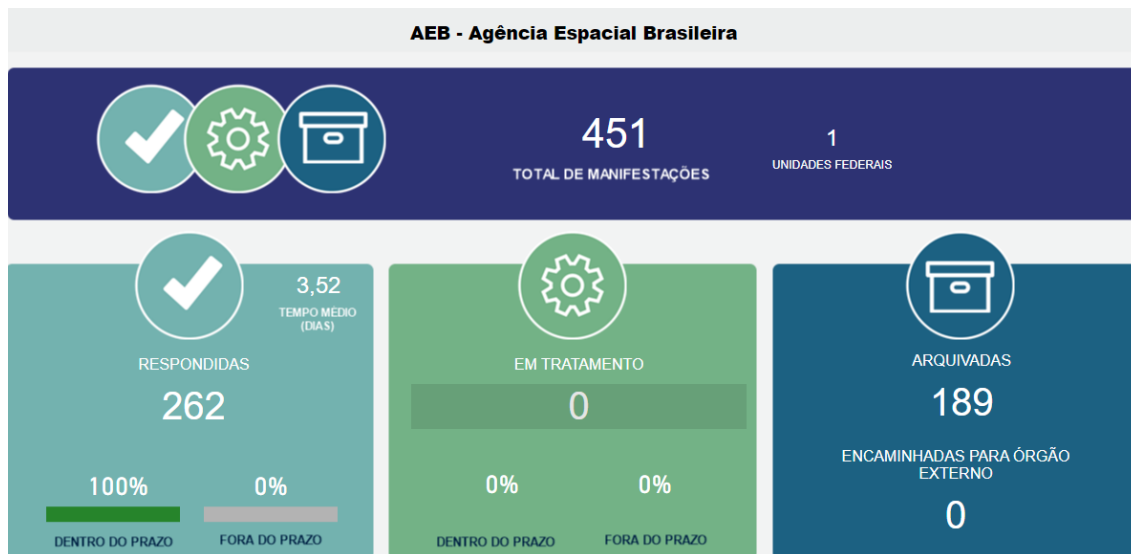 AEB - Agência Espacial Brasileira
451
TOTAL DE MANIFESTAÇÕES
1
UNIDADES FEDERAIS
3,52
TEMPO MÉDIO
(DIAS)
RESPONDIDAS
262
100%
0%
DENTRO DO PRAZO
FORA DO PRAZO
EM TRATAMENTO
0
0%
0%
DENTRO DO PRAZO
FORA DO PRAZO
ARQUIVADAS
189
ENCAMINHADAS PARA ÓRGÃO
EXTERNO
0